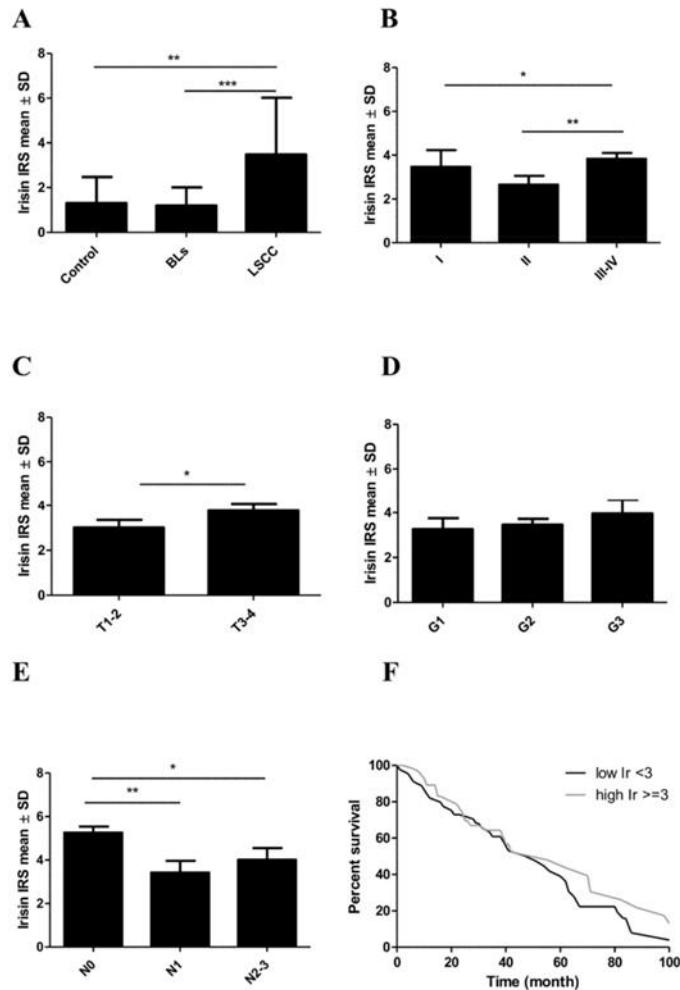 A
Irisin IRS mean ± SD
8
6
4
2
0
**
***
Control
BLs
LSCC
B
Irisin IRS mean ± SD
8
6
4
2
0
*
**
I
II
III-IV
C
Irisin IRS mean ± SD
8
6
4
2
0
*
T1-2
T3-4
D
Irisin IRS mean ± SD
8
6
4
2
0
G1
G2
G3
E
Irisin IRS mean ± SD
8
6
4
2
0
*
**
N0
N1
N2-3
F
Percent survival
100
80
60
40
20
0
low Ir <3
high Ir >=3
0 20 40 60 80 100
Time (month)